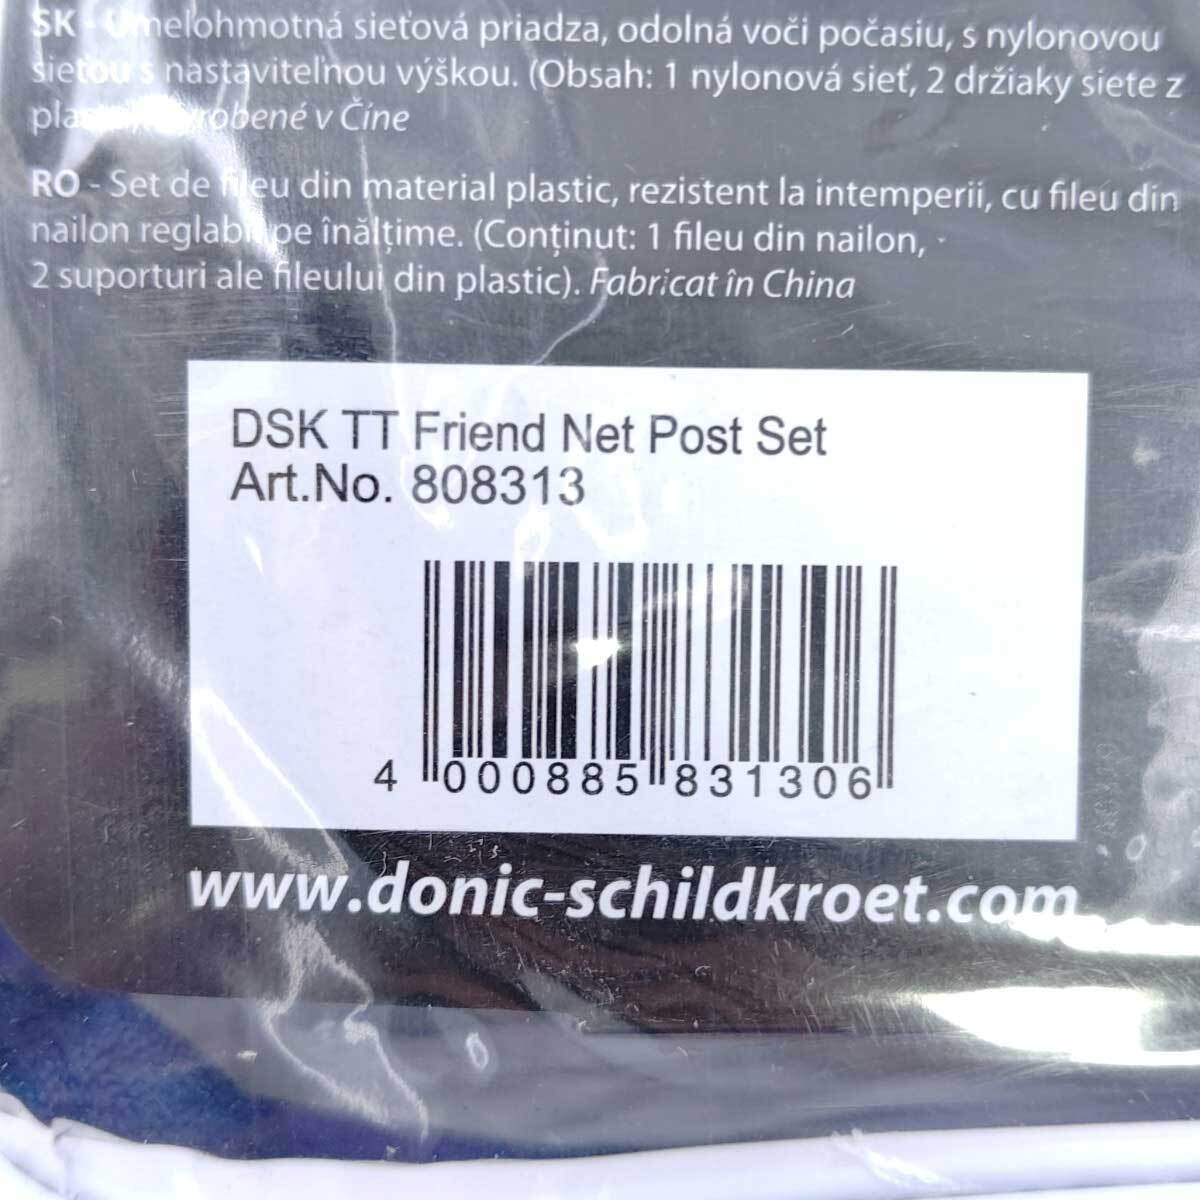 SK - Umelohmotná sieťová priadza, odolná voči počasiu, s nylonovou
sieťou s nastaviteľnou výškou. (Obsah: 1 nylonová sieť, 2 držiaky siete z
v Číne
RO - Set de fileu din material plastic, rezistent la intemperii, cu fileu din
nailon reglabil pe înălțime. (Conținut: 1 fileu din nailon,
2 suporturi ale fileului din plastic). Fabricat în China
DSK TT Friend Net Post Set
Art.No. 808313
4 000885 831306
www.donic-schildkroet.com